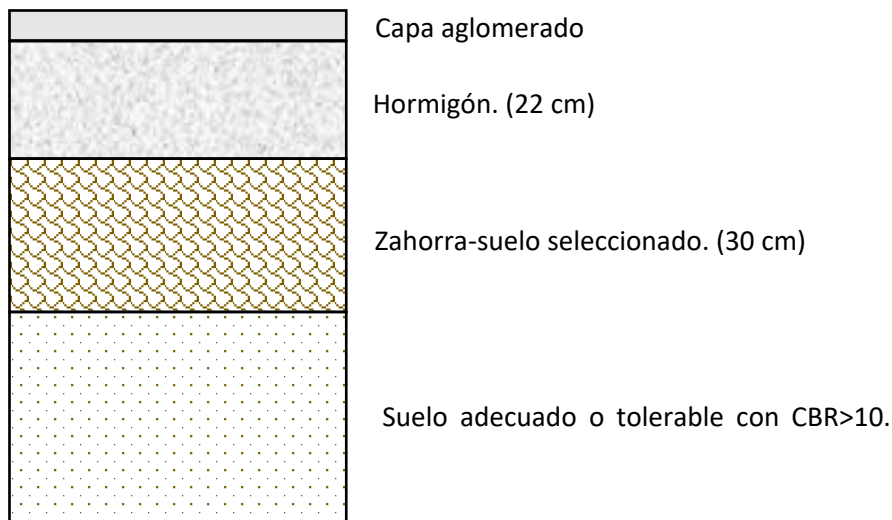 Capa aglomerado
Hormigón. (22 cm)
Zahorra-suelo seleccionado. (30 cm)
Suelo adecuado o tolerable con CBR>10.